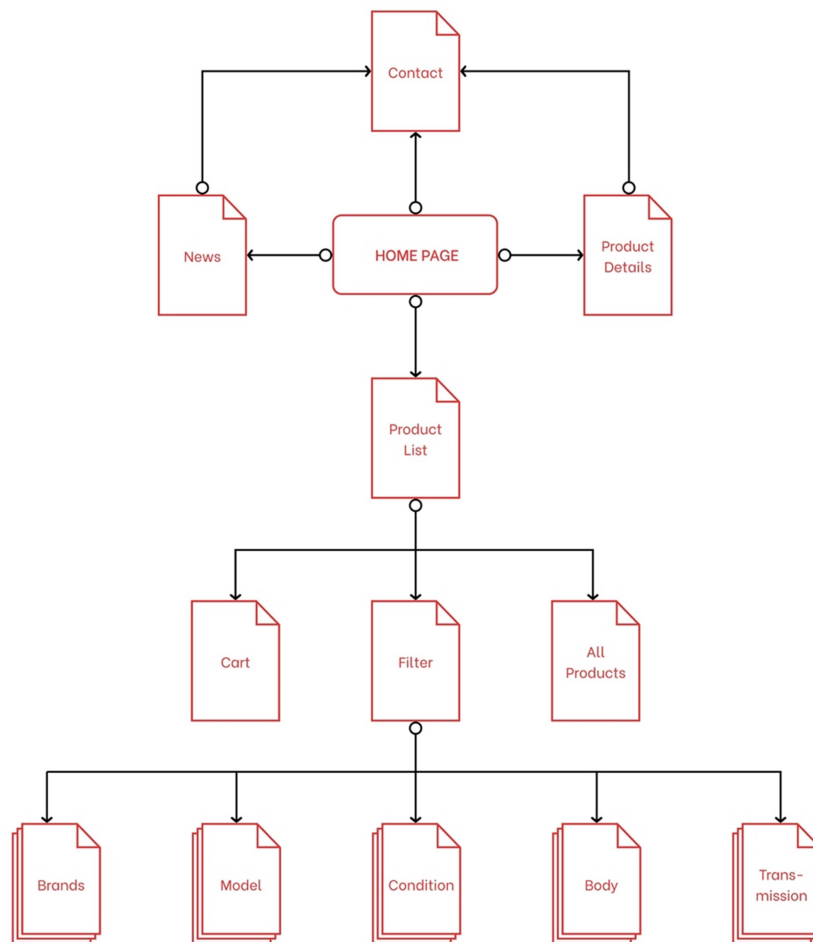 Contact
News
HOME PAGE
Product
Details
Product
List
Cart
Filter
All
Products
Brands
Model
Condition
Body
Trans-
mission